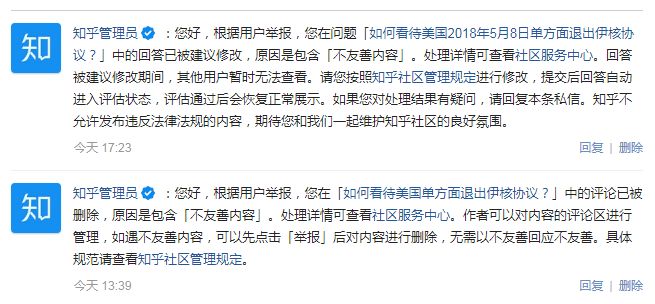 知乎管理员 ：您好，根据用户举报，您在问题「如何看待美国2018年5月8日单方面退出伊核协
议？」中的回答已被建议修改，原因是包含「不友善内容」。处理详情可查看社区服务中心。回答
被建议修改期间，其他用户暂时无法查看。请您按照知乎社区管理规定进行修改，提交后回答自动
进入评估状态，评估通过后会恢复正常展示。如果您对处理结果有疑问，请回复本条私信。知乎不
允许发布违反法律法规的内容，期待您和我们一起维护知乎社区的良好氛围。
今天 17:23 回复 | 删除
知
知乎管理员 ：您好，根据用户举报，您在「如何看待美国单方面退出伊核协议？」中的评论已被
删除，原因是包含「不友善内容」。处理详情可查看社区服务中心。作者可以对内容的评论区进行
管理，如遇不友善内容，可以先点击「举报」后对内容进行删除，无需以不友善回应不友善。具体
规范请查看知乎社区管理规定。
今天 13:39 回复 | 删除
知